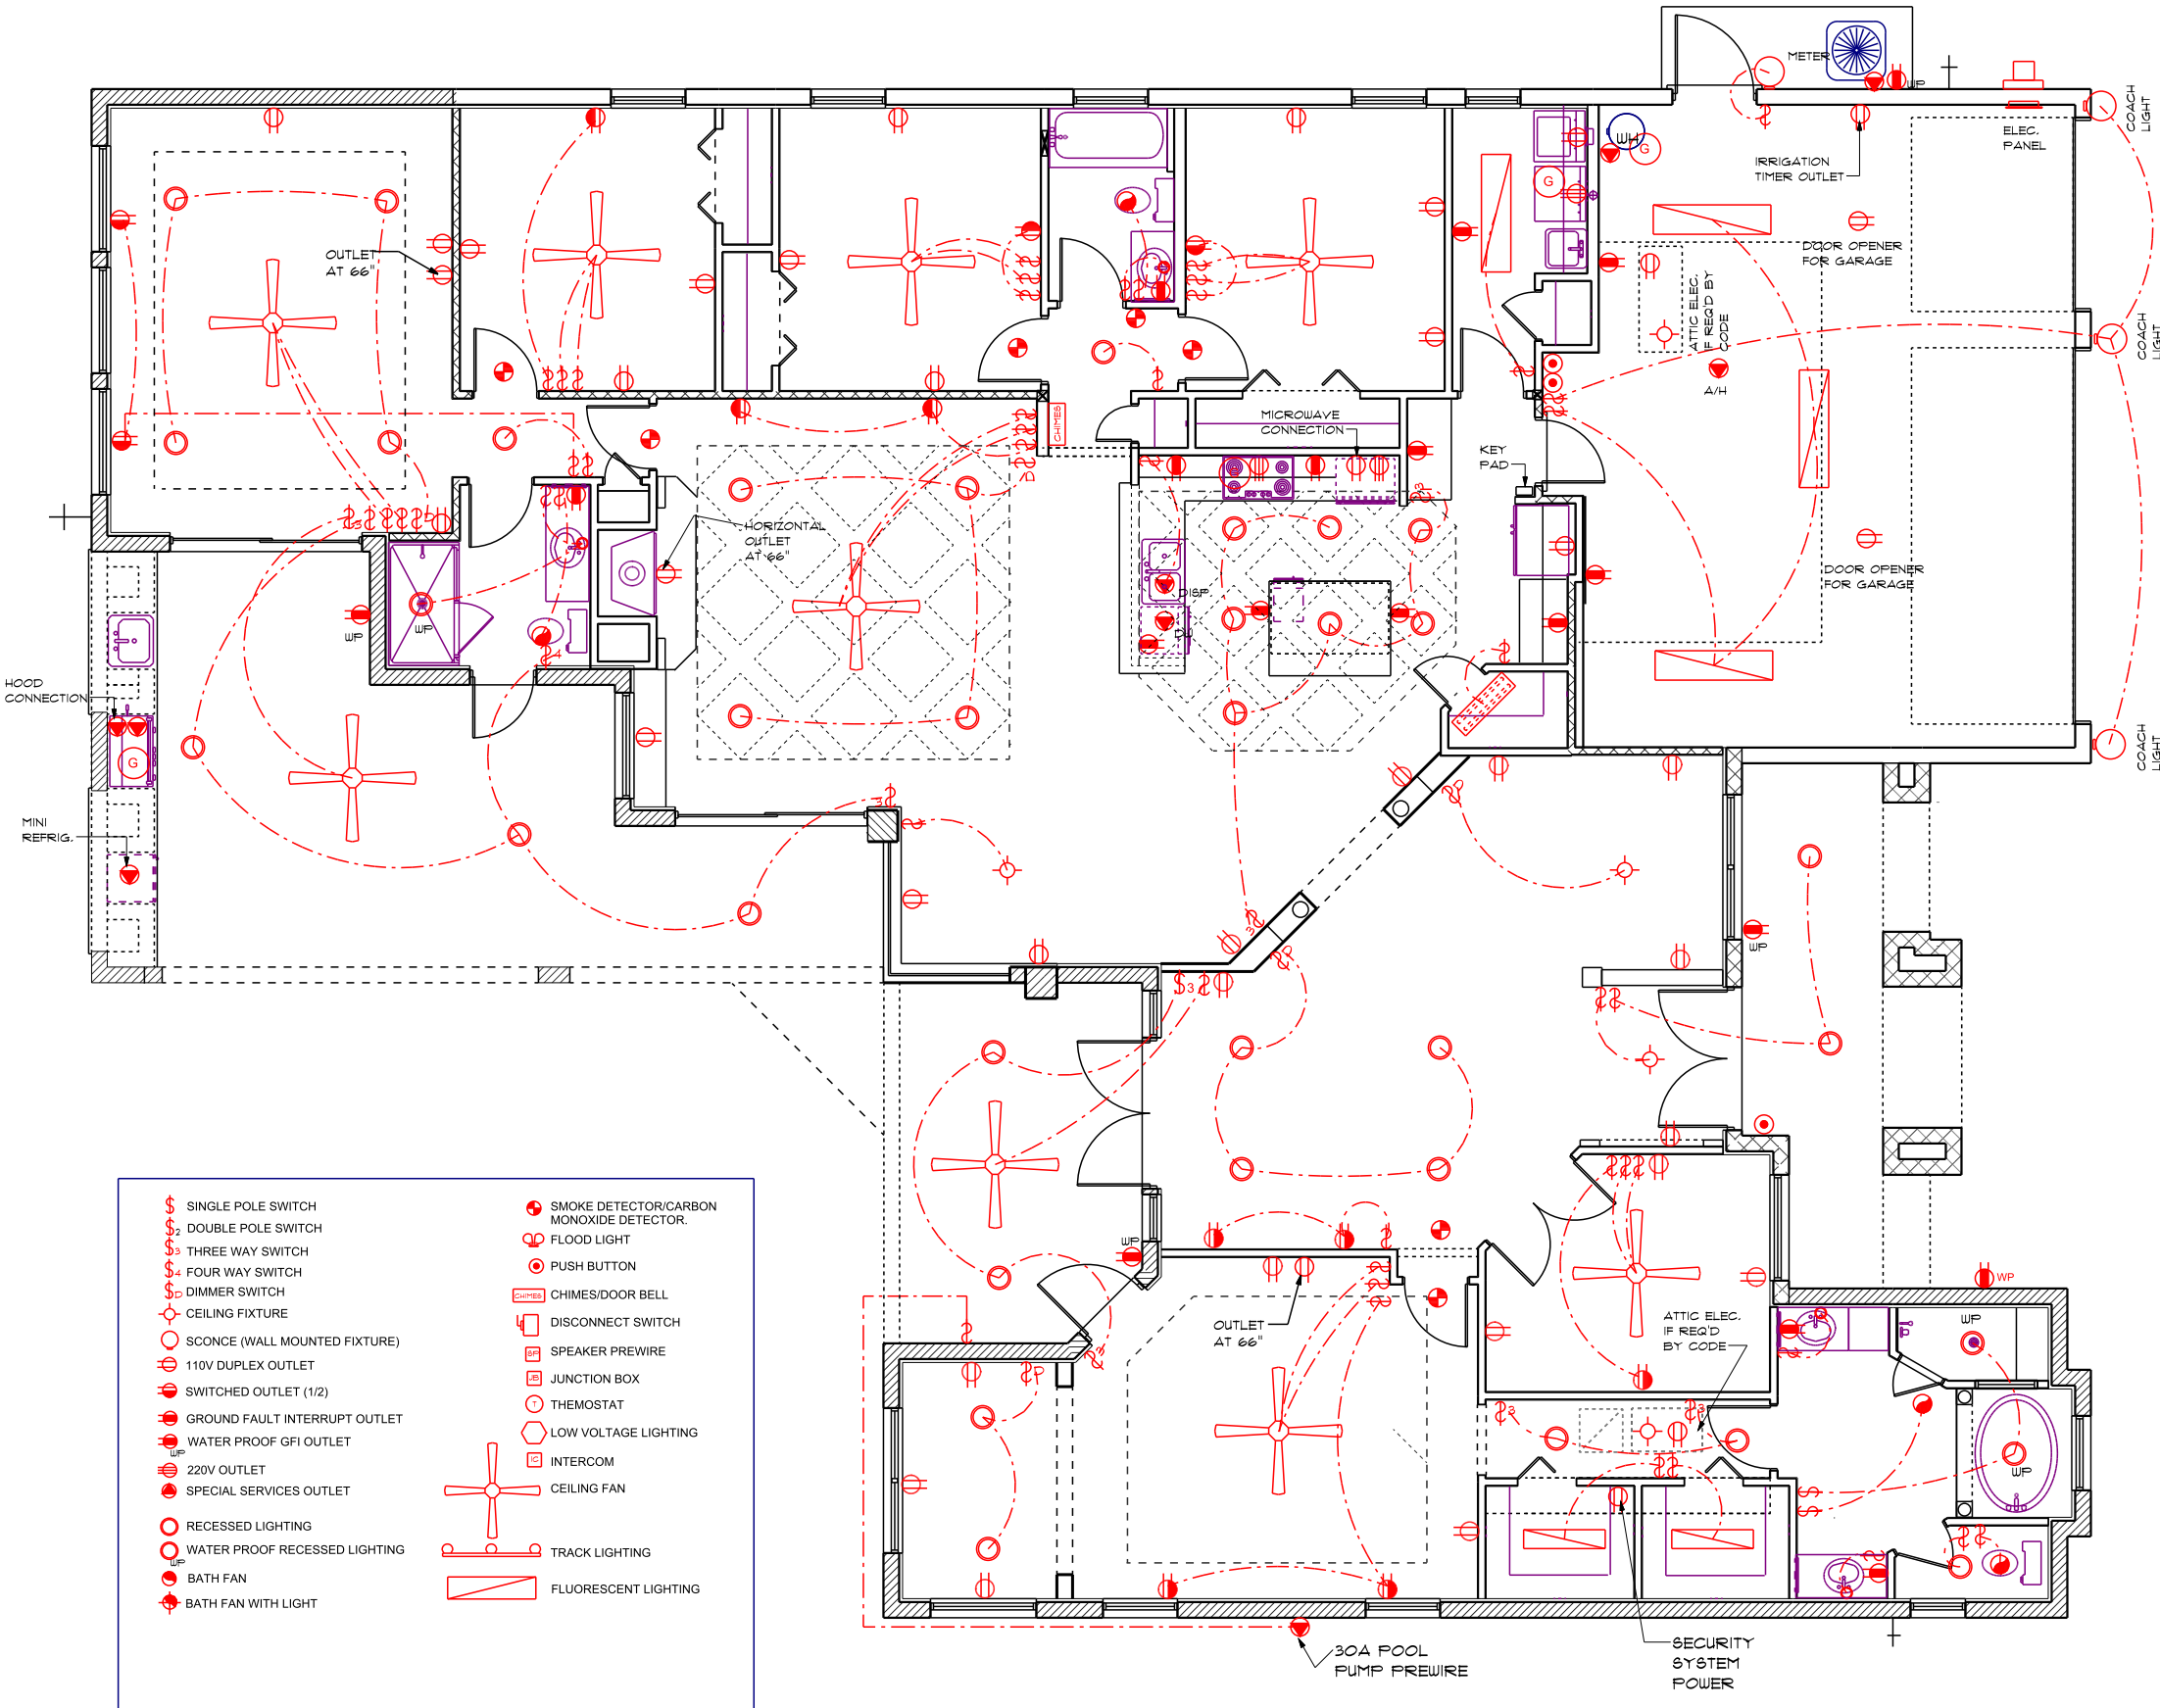 METER
WP
COACH
LIGHT
ELEC.
PANEL
WH
G
G
IRRIGATION
TIMER OUTLET
OUTLET
AT 66"
DOOR OPENER
FOR GARAGE
ATTIC ELEC.
IF REQ'D BY
CODE
COACH
LIGHT
A/H
CHIMES
MICROWAVE
CONNECTION
KEY
PAD
HORIZONTAL
OUTLET
AT 66"
DOOR OPENER
FOR GARAGE
DISP
DW
WP
WP
HOOD
CONNECTION
G
COACH
LIGHT
MINI
REFRIG.
WP
WP
WP
OUTLET
AT 66"
ATTIC ELEC.
IF REQ'D
BY CODE
WP
WP
30A POOL
PUMP PREWIRE
SECURITY
SYSTEM
POWER
SINGLE POLE SWITCH
DOUBLE POLE SWITCH
THREE WAY SWITCH
FOUR WAY SWITCH
DIMMER SWITCH
CEILING FIXTURE
SCONCE (WALL MOUNTED FIXTURE)
110V DUPLEX OUTLET
SWITCHED OUTLET (1/2)
GROUND FAULT INTERRUPT OUTLET
WATER PROOF GFI OUTLET
WP
220V OUTLET
SPECIAL SERVICES OUTLET
RECESSED LIGHTING
WATER PROOF RECESSED LIGHTING
WP
BATH FAN
BATH FAN WITH LIGHT
SMOKE DETECTOR/CARBON
MONOXIDE DETECTOR.
FLOOD LIGHT
PUSH BUTTON
CHIMES
CHIMES/DOOR BELL
DISCONNECT SWITCH
SP
SPEAKER PREWIRE
JB
JUNCTION BOX
T
THEMOSTAT
LOW VOLTAGE LIGHTING
IC
INTERCOM
CEILING FAN
TRACK LIGHTING
FLUORESCENT LIGHTING